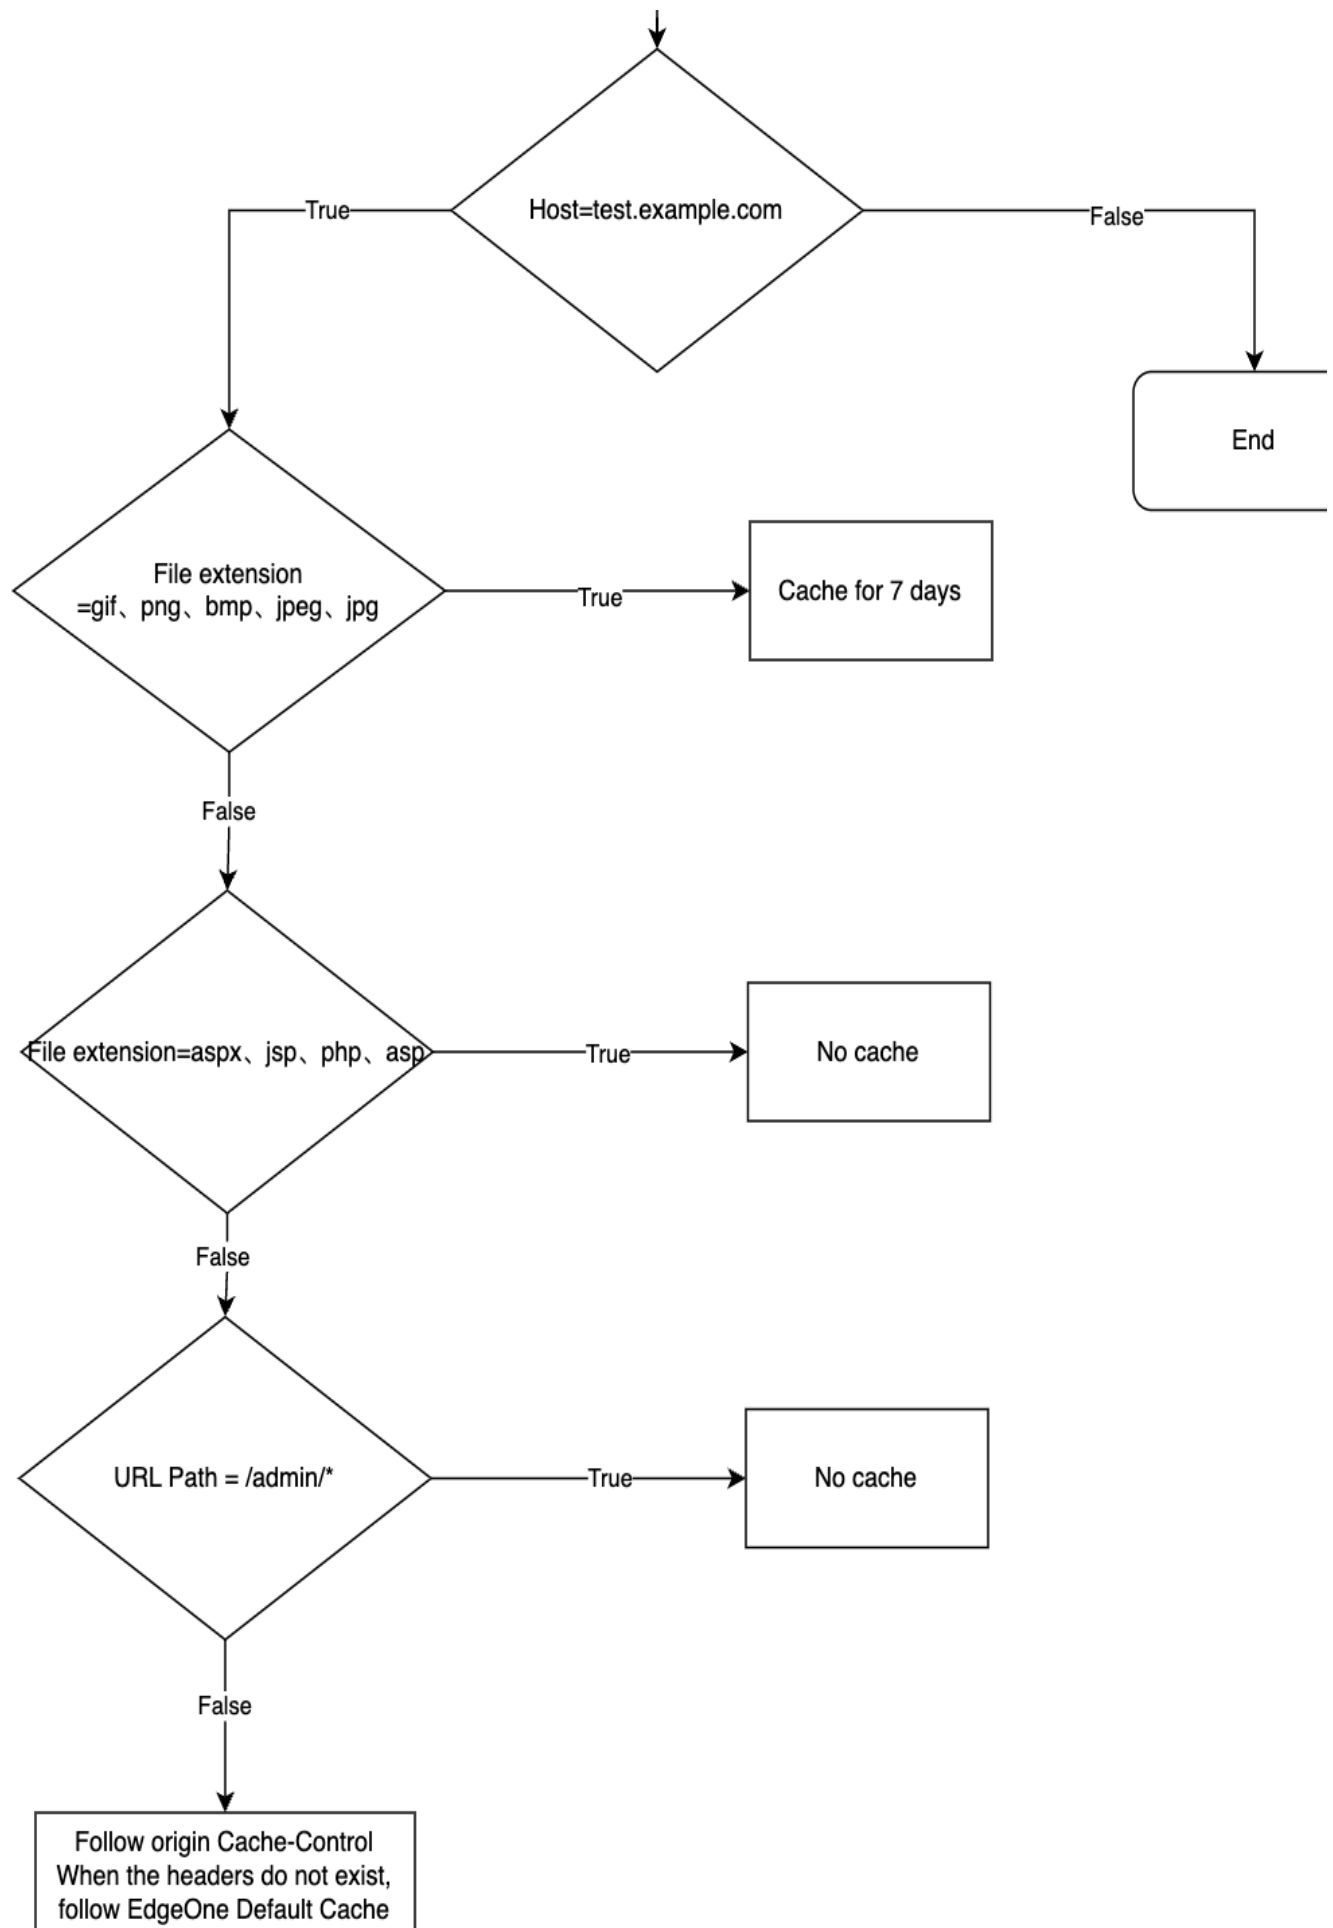 Host=test.example.com
True
False
End
File extension
=gif、png、bmp、jpeg、jpg
True
Cache for 7 days
False
File extension=aspx、jsp、php、asp
True
No cache
False
URL Path = /admin/*
True
No cache
False
Follow origin Cache-Control
When the headers do not exist,
follow EdgeOne Default Cache